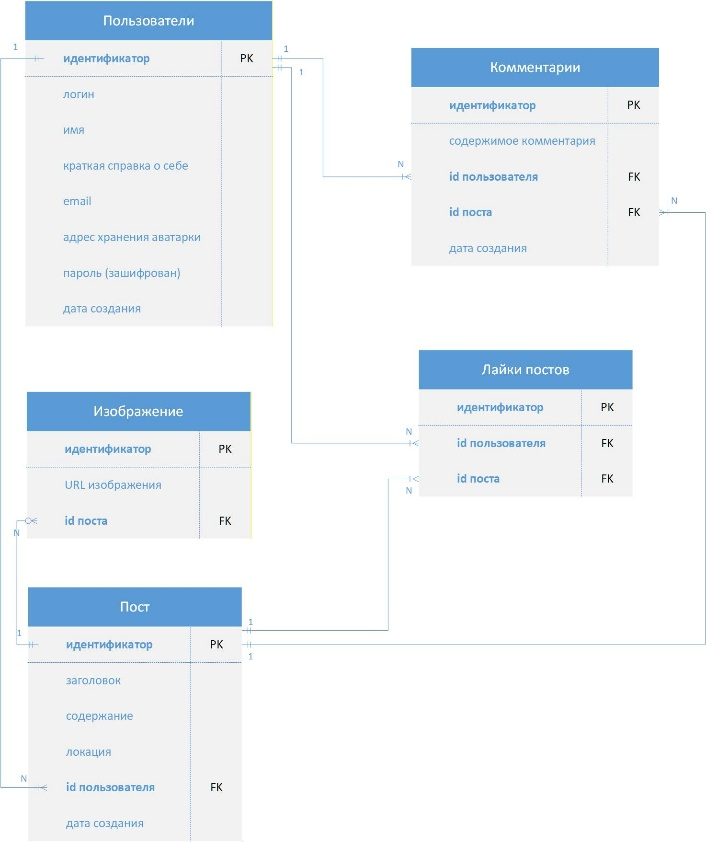 Пользователи
1
идентификатор PK
1
1
логин
имя
краткая справка о себе
email
адрес хранения аватарки
пароль (зашифрован)
дата создания
Комментарии
идентификатор PK
содержимое комментария
N
id пользователя FK
N
id поста FK
дата создания
Лайки постов
идентификатор PK
N
id пользователя FK
id поста FK
N
Изображение
идентификатор PK
URL изображения
id поста FK
N
Пост
1
1
идентификатор PK
1
заголовок
содержание
локация
N
id пользователя FK
дата создания